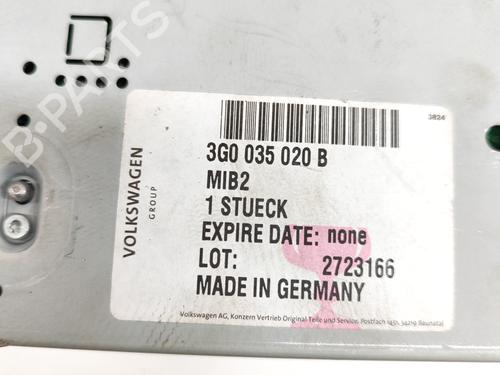 B-PARTS
3824
3G0 035 020 B
MIB2
1 STUECK
EXPIRE DATE: none
LOT: 2723166
MADE IN GERMANY
VOLKSWAGEN
GROUP
Volkswagen AG, Konzern Vertrieb Original Teile und Service, Postfach 1451, 34219 Baunatal